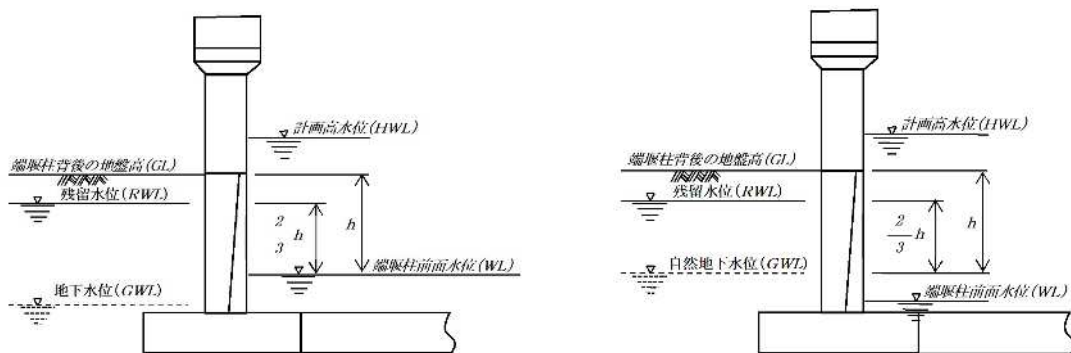 計画高水位(HWL)
端堰柱背後の地盤高(GL)
残留水位(RWL)
2
3
h
h
端堰柱前面水位(WL)
地下水位(GWL)
計画高水位(HWL)
端堰柱背後の地盤高(GL)
残留水位(RWL)
2
3
h
h
自然地下水位(GWL)
端堰柱前面水位(WL)